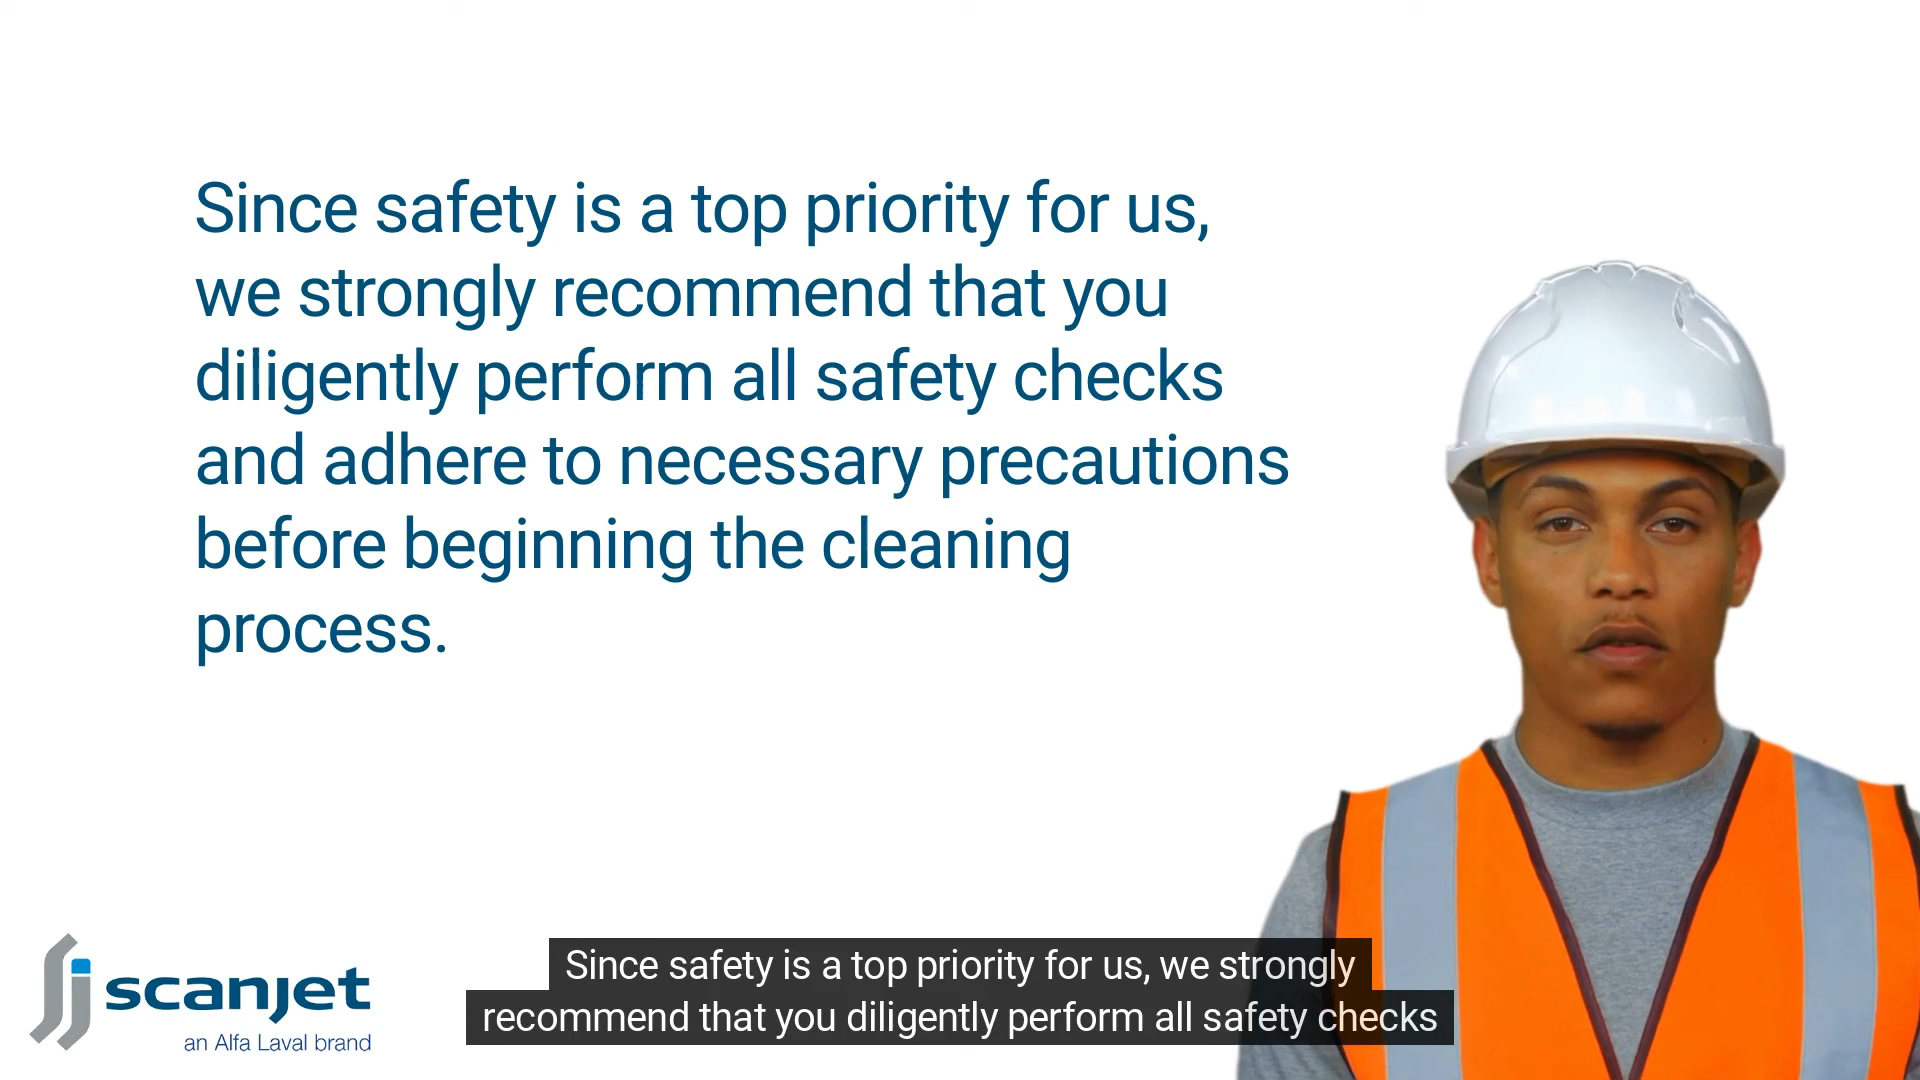 Since safety is a top priority for us,
we strongly recommend that you
diligently perform all safety checks
and adhere to necessary precautions
before beginning the cleaning
process.
scanjet
an Alfa Laval brand
Since safety is a top priority for us, we strongly
recommend that you diligently perform all safety checks